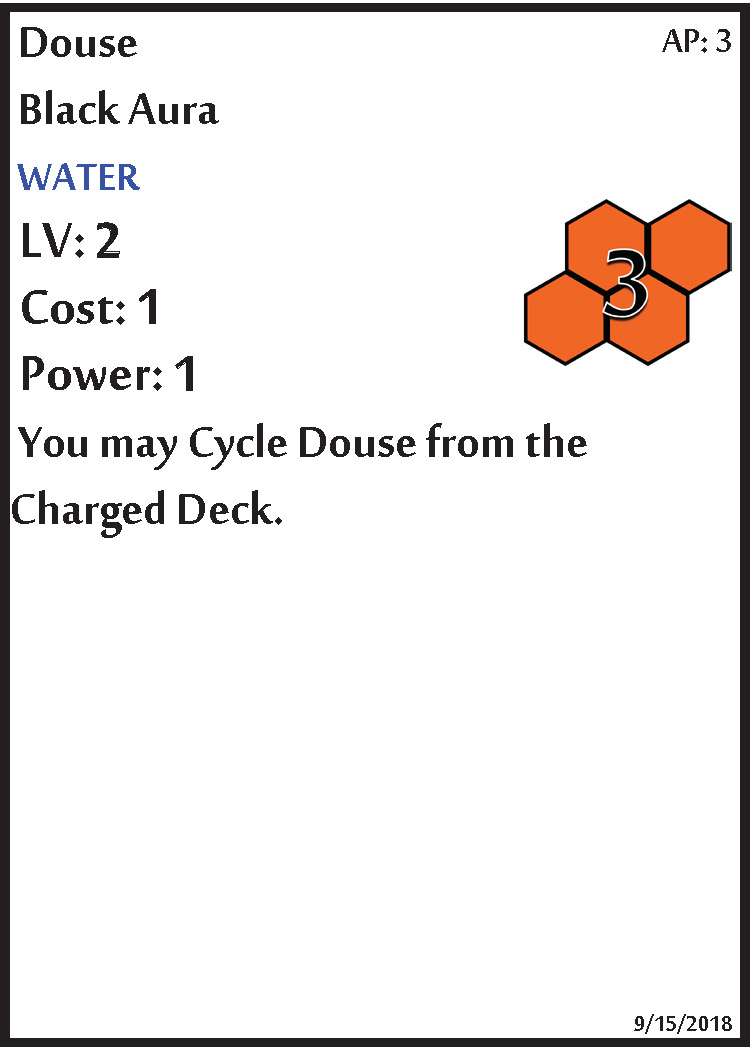 Douse
AP: 3
Black Aura
WATER
LV: 2
Cost: 1
3
Power: 1
You may Cycle Douse from the
Charged Deck.
9/15/2018